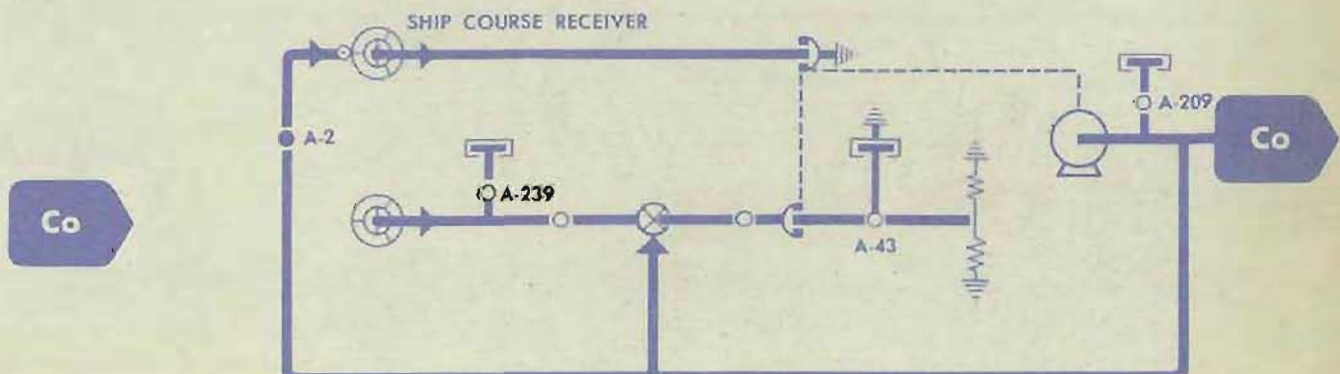 SHIP COURSE RECEIVER
A-209
Co
A-2
A-239
Co
A-43